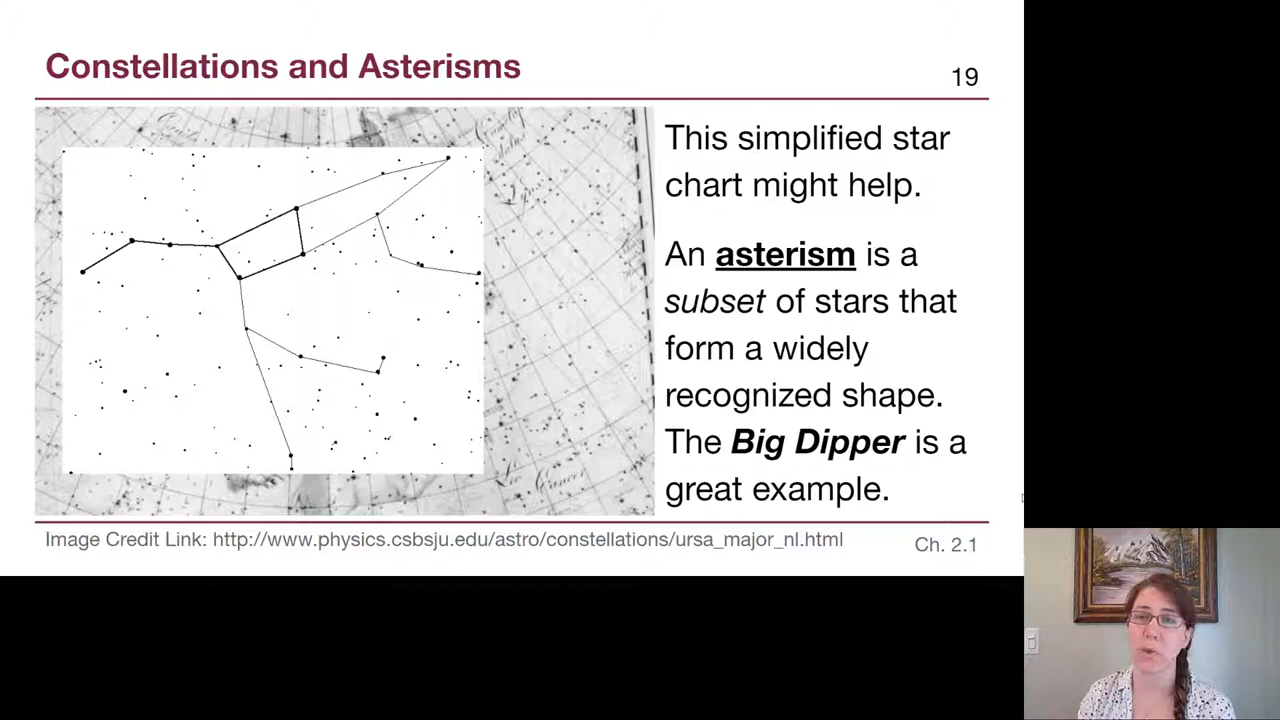 Constellations and Asterisms
19
This simplified star
chart might help.
An asterism is a
subset of stars that
form a widely
recognized shape.
The Big Dipper is a
great example.
Image Credit Link: http://www.physics.csbsju.edu/astro/constellations/ursa_major_nl.html
Ch. 2.1